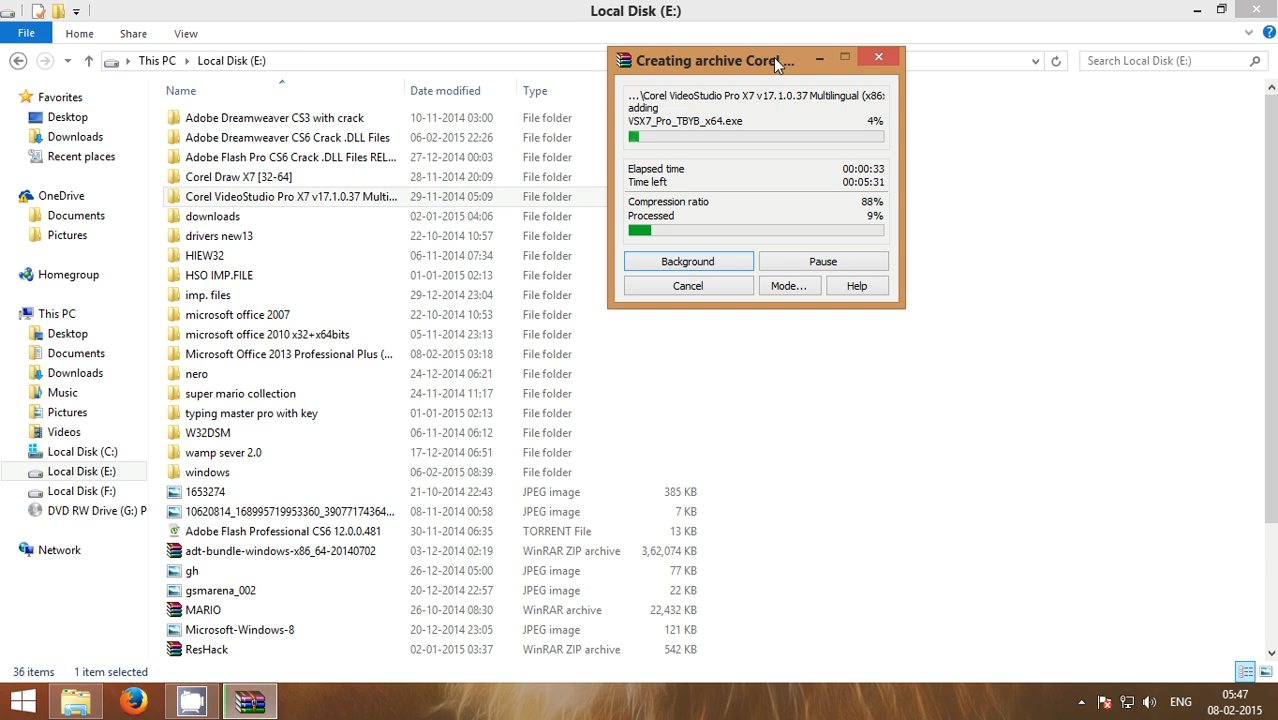 Local Disk (E:)
File Home Share View
This PC Local Disk (E:)
Search Local Disk (E:)
Creating archive Corel ...
...\Corel VideoStudio Pro X7 v17.1.0.37 Multilingual (x86:
adding
VSX7_Pro_TBYB_x64.exe 4%
Elapsed time 00:00:33
Time left 00:05:31
Compression ratio 88%
Processed 9%
Background Pause
Cancel Mode... Help
Favorites
Desktop
Downloads
Recent places
OneDrive
Documents
Pictures
Homegroup
This PC
Desktop
Documents
Downloads
Music
Pictures
Videos
Local Disk (C:)
Local Disk (E:)
Local Disk (F:)
DVD RW Drive (G:) P
Network
Name Date modified Type
Adobe Dreamweaver CS3 with crack 10-11-2014 03:00 File folder
Adobe Dreamweaver CS6 Crack .DLL Files 06-02-2015 22:26 File folder
Adobe Flash Pro CS6 Crack .DLL Files REL... 27-12-2014 00:03 File folder
Corel Draw X7 [32-64] 28-11-2014 20:09 File folder
Corel VideoStudio Pro X7 v17.1.0.37 Multi... 29-11-2014 05:09 File folder
downloads 02-01-2015 04:06 File folder
drivers new13 22-10-2014 10:57 File folder
HIEW32 06-11-2014 07:34 File folder
HSO IMP.FILE 01-01-2015 02:13 File folder
imp. files 29-12-2014 23:04 File folder
microsoft office 2007 22-10-2014 10:53 File folder
microsoft office 2010 x32+x64bits 05-11-2014 23:13 File folder
Microsoft Office 2013 Professional Plus (... 08-02-2015 03:18 File folder
nero 24-12-2014 06:21 File folder
super mario collection 24-11-2014 11:17 File folder
typing master pro with key 01-01-2015 02:13 File folder
W32DSM 06-11-2014 06:12 File folder
wamp sever 2.0 17-12-2014 06:51 File folder
windows 06-02-2015 08:39 File folder
1653274 21-10-2014 22:43 JPEG image 385 KB
10620814_168995719953360_39077174364... 08-11-2014 00:58 JPEG image 7 KB
Adobe Flash Professional CS6 12.0.0.481 30-11-2014 06:35 TORRENT File 13 KB
adt-bundle-windows-x86_64-20140702 03-12-2014 02:19 WinRAR ZIP archive 3,62,074 KB
gh 26-12-2014 05:00 JPEG image 77 KB
gsmarena_002 20-12-2014 22:57 JPEG image 22 KB
MARIO 26-10-2014 08:30 WinRAR archive 22,432 KB
Microsoft-Windows-8 20-12-2014 23:05 JPEG image 121 KB
ResHack 02-01-2015 03:37 WinRAR ZIP archive 542 KB
36 items 1 item selected
ENG
05:47
08-02-2015